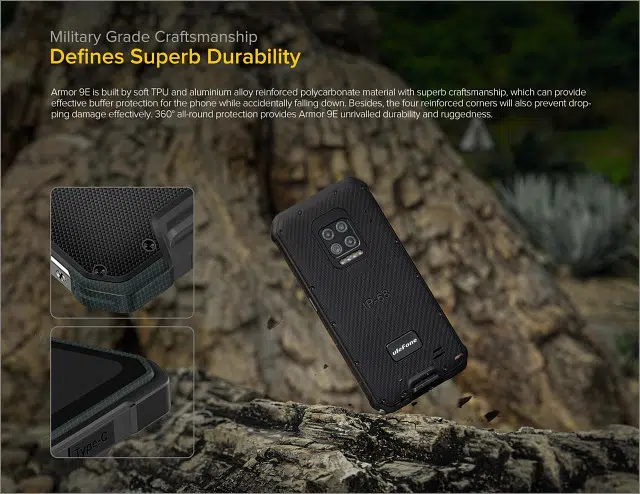 Military Grade Craftsmanship
Defines Superb Durability
Armor 9E is built by soft TPU and aluminium alloy reinforced polycarbonate material with superb craftsmanship, which can provide
effective buffer protection for the phone while accidentally falling down. Besides, the four reinforced corners will also prevent drop-
ping damage effectively. 360° all-round protection provides Armor 9E unrivalled durability and ruggedness.
IP-68
ulefone
Type-C